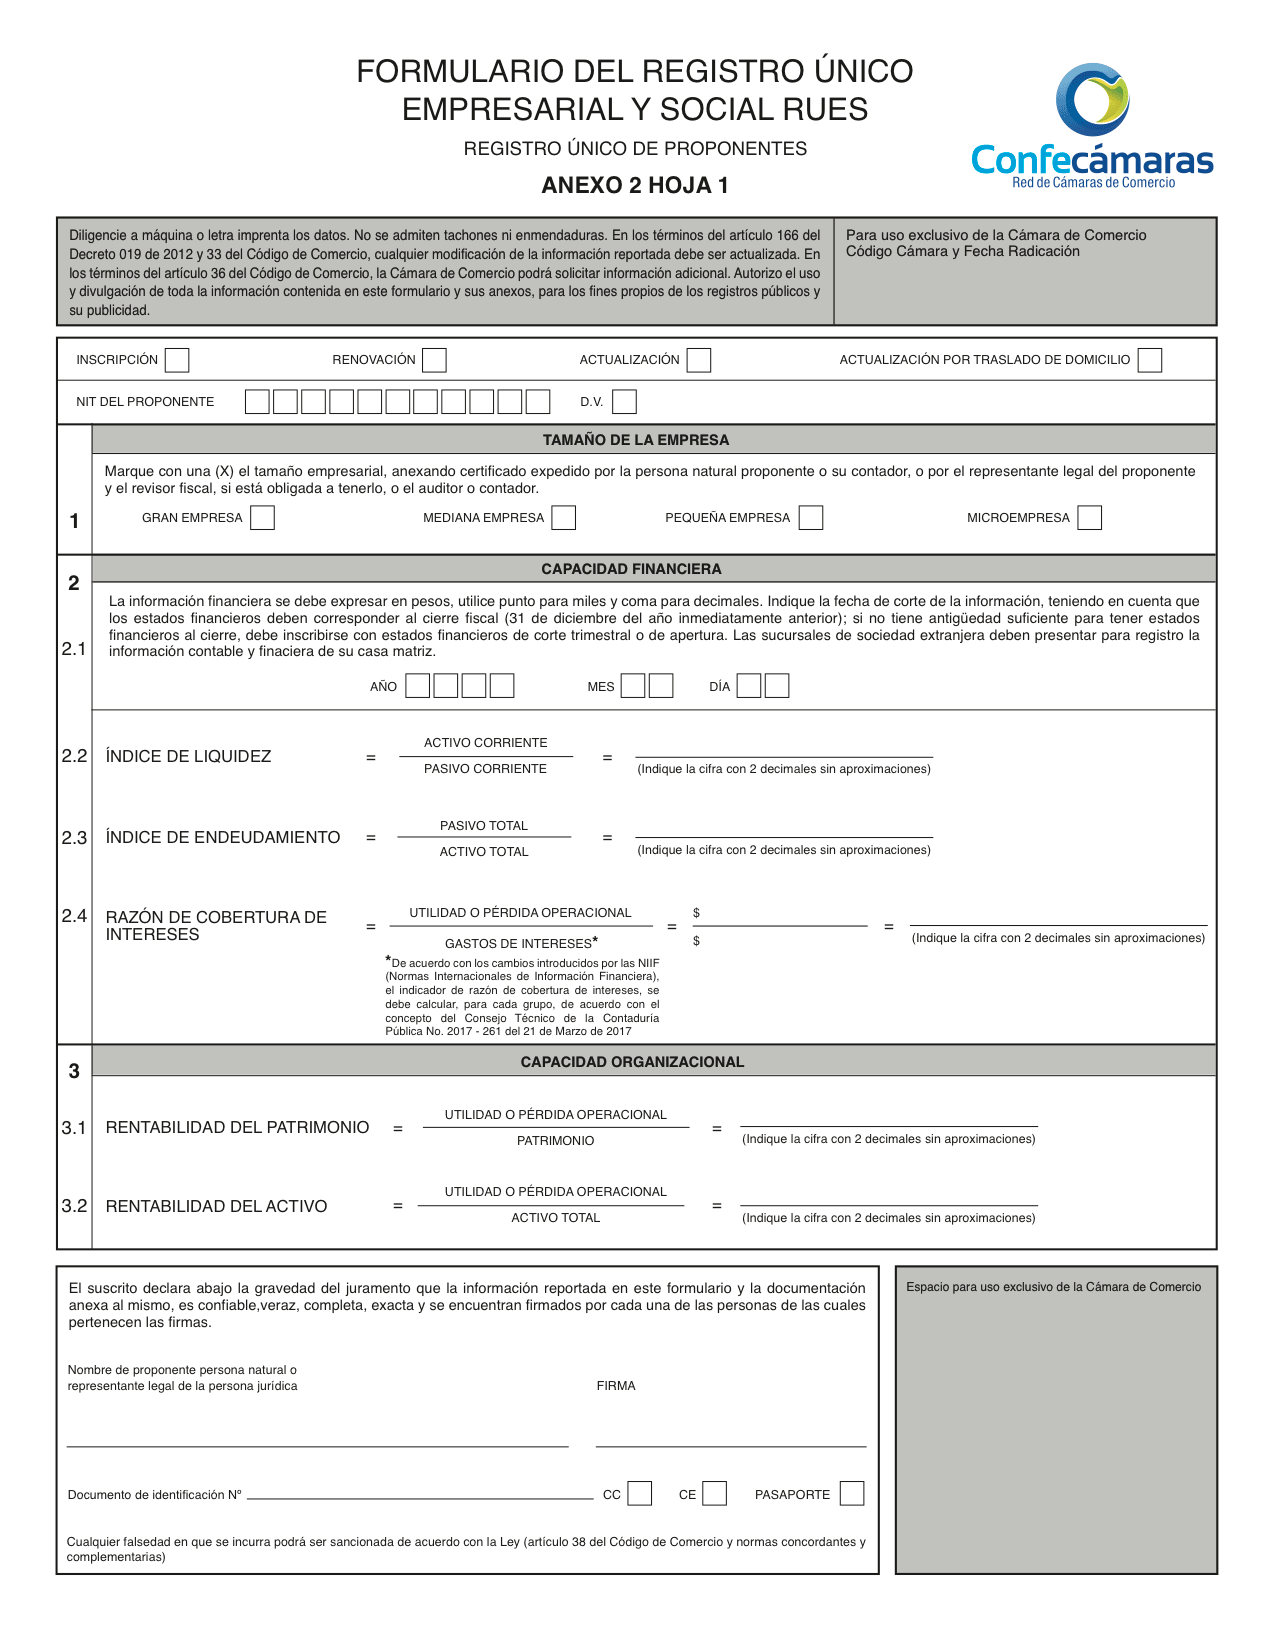 FORMULARIO DEL REGISTRO ÚNICO
EMPRESARIAL Y SOCIAL RUES
REGISTRO ÚNICO DE PROPONENTES
ANEXO 2 HOJA 1
Confecámaras
Red de Cámaras de Comercio
Diligencie a máquina o letra imprenta los datos. No se admiten tachones ni enmendaduras. En los términos del artículo 166 del
Decreto 019 de 2012 y 33 del Código de Comercio, cualquier modificación de la información reportada debe ser actualizada. En
los términos del artículo 36 del Código de Comercio, la Cámara de Comercio podrá solicitar información adicional. Autorizo el uso
y divulgación de toda la información contenida en este formulario y sus anexos, para los fines propios de los registros públicos y
su publicidad.
Para uso exclusivo de la Cámara de Comercio
Código Cámara y Fecha Radicación
INSCRIPCIÓN RENOVACIÓN ACTUALIZACIÓN ACTUALIZACIÓN POR TRASLADO DE DOMICILIO
NIT DEL PROPONENTE D.V.
TAMAÑO DE LA EMPRESA
Marque con una (X) el tamaño empresarial, anexando certificado expedido por la persona natural proponente o su contador, o por el representante legal del proponente
y el revisor fiscal, si está obligada a tenerlo, o el auditor o contador.
1 GRAN EMPRESA MEDIANA EMPRESA PEQUEÑA EMPRESA MICROEMPRESA
2 CAPACIDAD FINANCIERA
La información financiera se debe expresar en pesos, utilice punto para miles y coma para decimales. Indique la fecha de corte de la información, teniendo en cuenta que
los estados financieros deben corresponder al cierre fiscal (31 de diciembre del año inmediatamente anterior); si no tiene antigüedad suficiente para tener estados
financieros al cierre, debe inscribirse con estados financieros de corte trimestral o de apertura. Las sucursales de sociedad extranjera deben presentar para registro la
información contable y finaciera de su casa matriz.
2.1
AÑO MES DÍA
2.2 ÍNDICE DE LIQUIDEZ = ACTIVO CORRIENTE
PASIVO CORRIENTE = (Indique la cifra con 2 decimales sin aproximaciones)
2.3 ÍNDICE DE ENDEUDAMIENTO = PASIVO TOTAL
ACTIVO TOTAL = (Indique la cifra con 2 decimales sin aproximaciones)
2.4 RAZÓN DE COBERTURA DE
INTERESES = UTILIDAD O PÉRDIDA OPERACIONAL
GASTOS DE INTERESES* = $
$ = (Indique la cifra con 2 decimales sin aproximaciones)
*De acuerdo con los cambios introducidos por las NIIF
(Normas Internacionales de Información Financiera),
el indicador de razón de cobertura de intereses, se
debe calcular, para cada grupo, de acuerdo con el
concepto del Consejo Técnico de la Contaduría
Pública No. 2017 - 261 del 21 de Marzo de 2017
3 CAPACIDAD ORGANIZACIONAL
3.1 RENTABILIDAD DEL PATRIMONIO = UTILIDAD O PÉRDIDA OPERACIONAL
PATRIMONIO = (Indique la cifra con 2 decimales sin aproximaciones)
3.2 RENTABILIDAD DEL ACTIVO = UTILIDAD O PÉRDIDA OPERACIONAL
ACTIVO TOTAL = (Indique la cifra con 2 decimales sin aproximaciones)
El suscrito declara abajo la gravedad del juramento que la información reportada en este formulario y la documentación
anexa al mismo, es confiable,veraz, completa, exacta y se encuentran firmados por cada una de las personas de las cuales
pertenecen las firmas.
Nombre de proponente persona natural o
representante legal de la persona jurídica FIRMA
Documento de identificación Nº CC CE PASAPORTE
Cualquier falsedad en que se incurra podrá ser sancionada de acuerdo con la Ley (artículo 38 del Código de Comercio y normas concordantes y
complementarias)
Espacio para uso exclusivo de la Cámara de Comercio